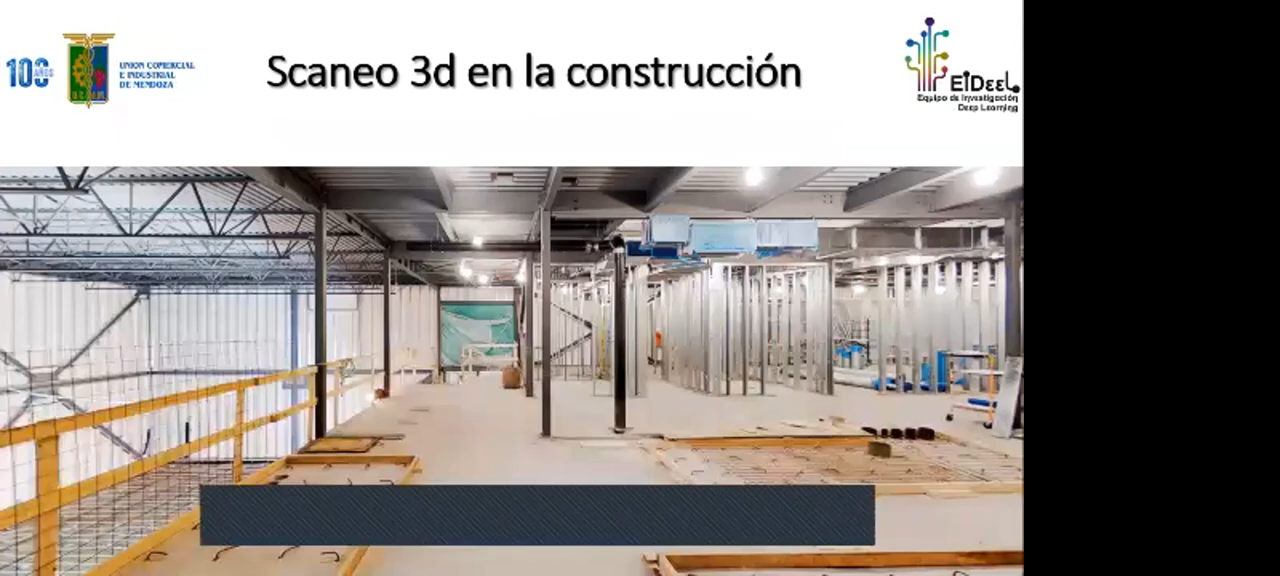 100 AÑOS
UNION COMERCIAL
E INDUSTRIAL
DE MENDOZA
Scaneo 3d en la construcción
EIDeeL
Equipo de Investigación
Deep Learning